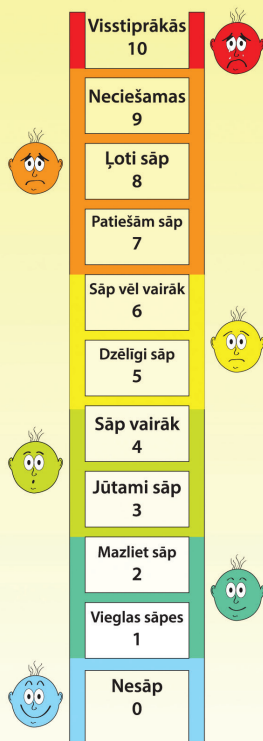 Visstiprākās
10
Neciešamas
9
Ļoti sāp
8
Patiešām sāp
7
Sāp vēl vairāk
6
Dzēlīgi sāp
5
Sāp vairāk
4
Jūtami sāp
3
Mazliet sāp
2
Vieglas sāpes
1
Nesāp
0